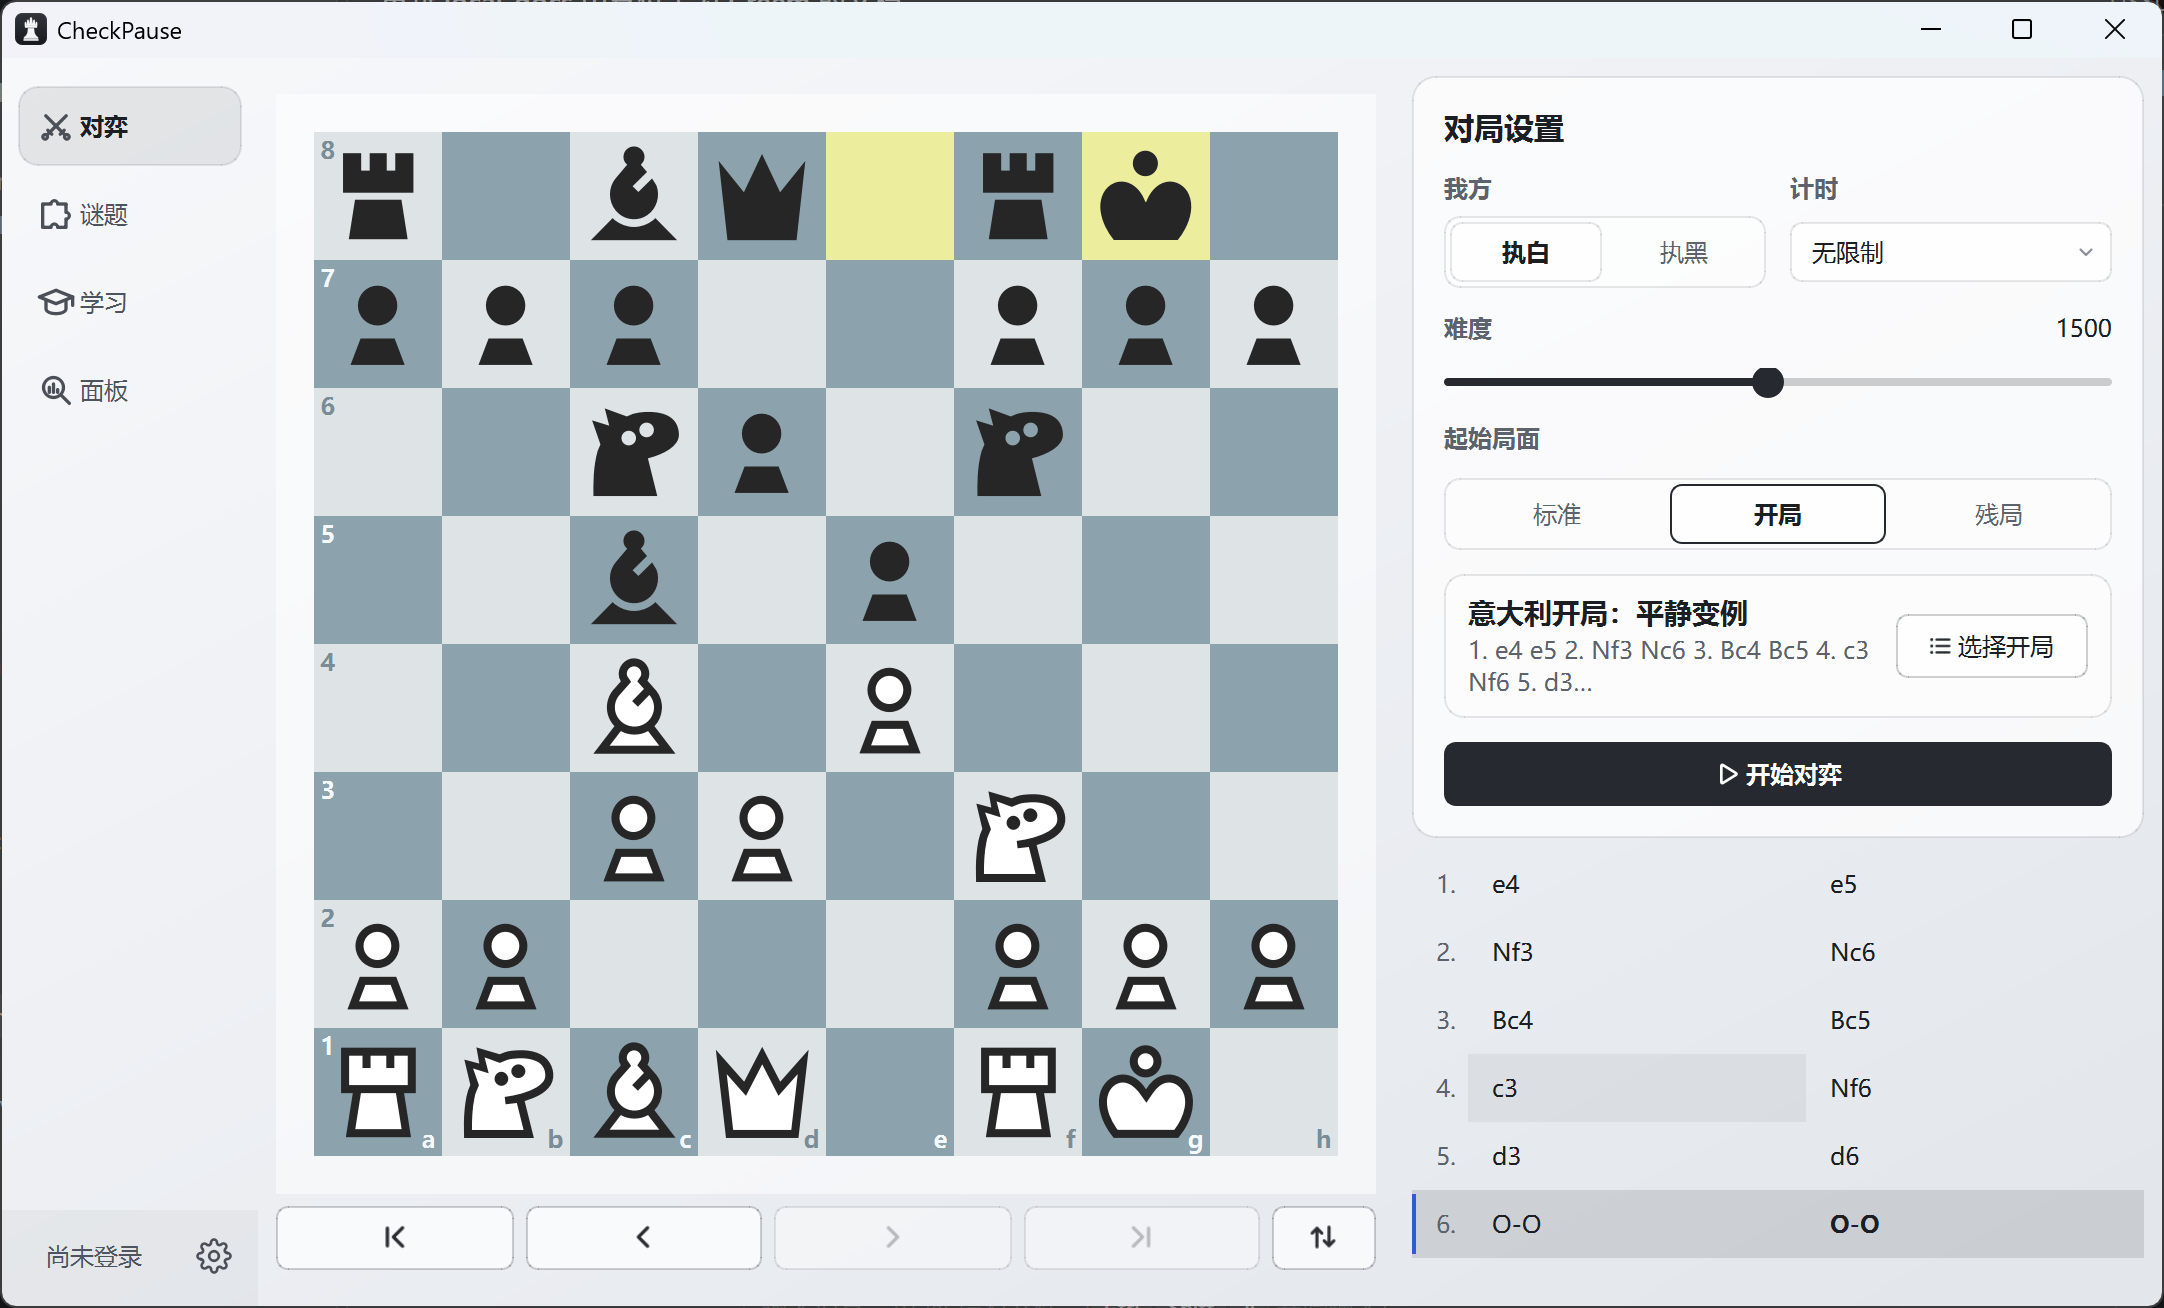 CheckPause
对弈
谜题
学习
面板
尚未登录
8
7
6
5
4
3
2
1
a b c d e f g h
对局设置
我方 计时
执白 执黑 无限制
难度 1500
起始局面
标准 开局 残局
意大利开局：平静变例
1. e4 e5 2. Nf3 Nc6 3. Bc4 Bc5 4. c3
Nf6 5. d3...
选择开局
开始对弈
1. e4 e5
2. Nf3 Nc6
3. Bc4 Bc5
4. c3 Nf6
5. d3 d6
6. O-O O-O